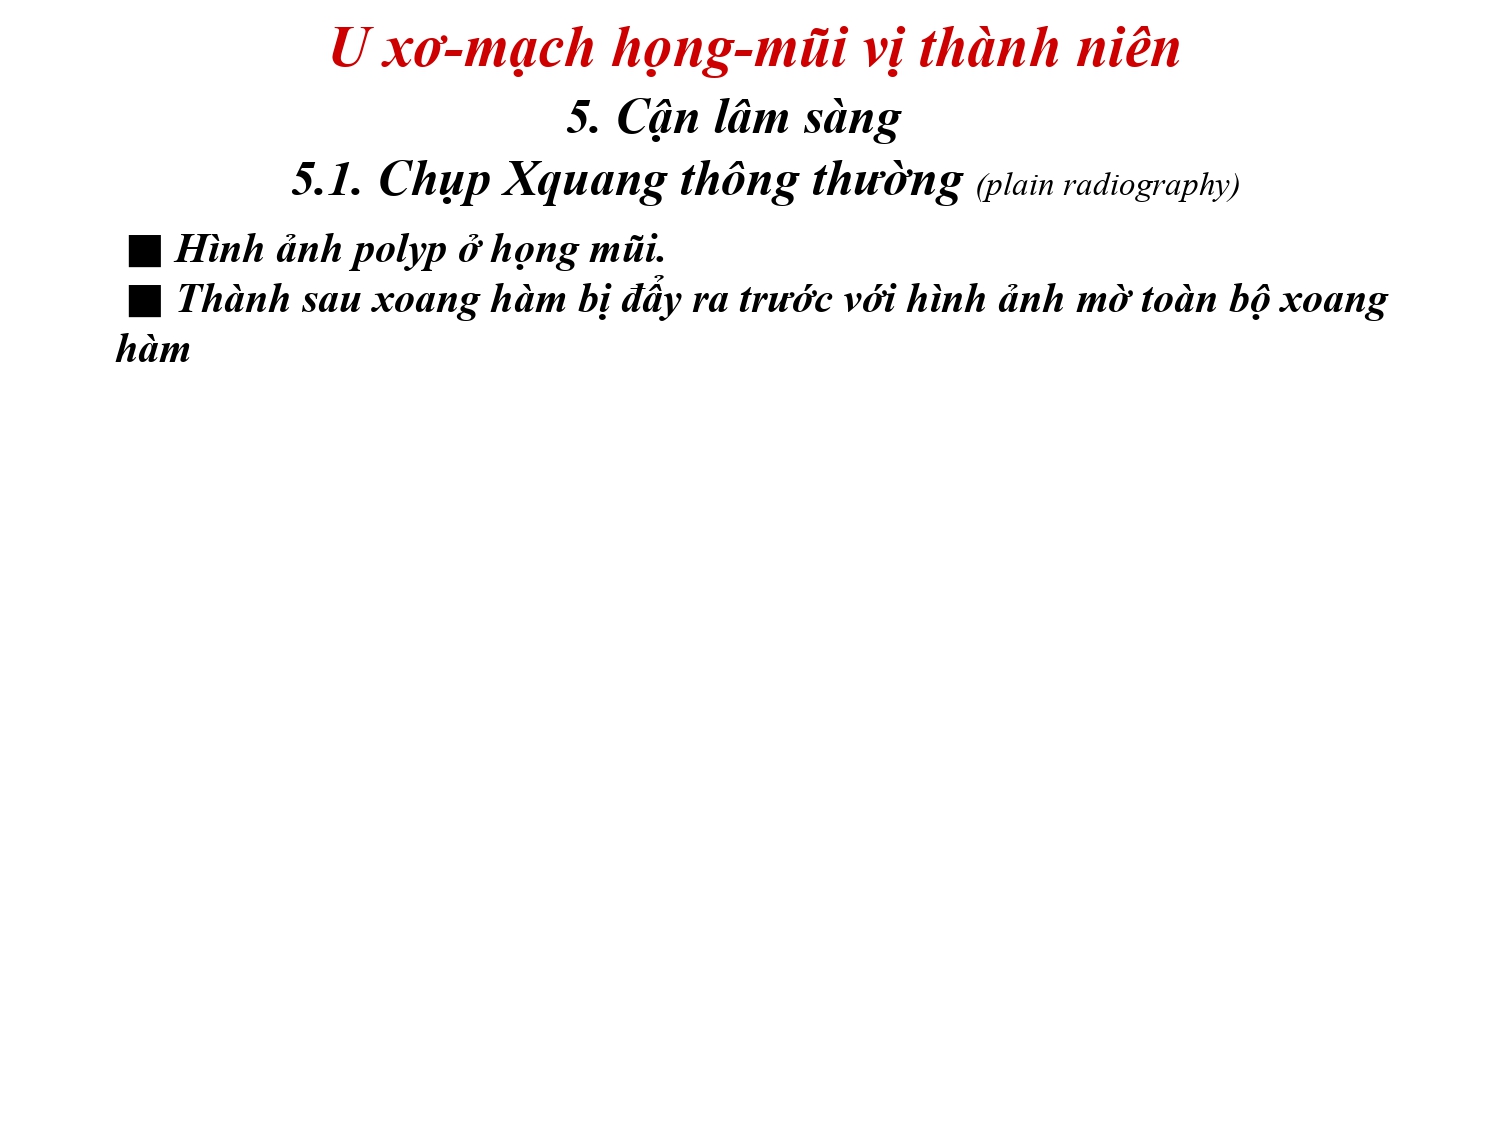 U xơ-mạch họng-mũi vị thành niên
5. Cận lâm sàng
5.1. Chụp Xquang thông thường (plain radiography)
■ Hình ảnh polyp ở họng mũi.
■ Thành sau xoang hàm bị đẩy ra trước với hình ảnh mờ toàn bộ xoang
hàm